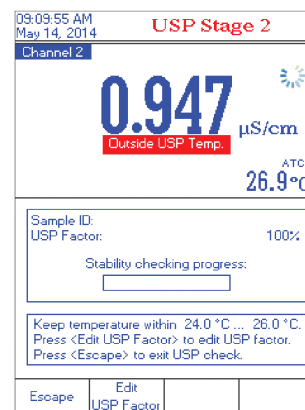 09:09:55 AM
May 14, 2014
USP Stage 2
Channel 2
0.947
µS/cm
Outside USP Temp.
ATC
26.9°C
Sample ID:
USP Factor: 100%
Stability checking progress:
Keep temperature within 24.0 °C ... 26.0 °C.
Press <Edit USP Factor> to edit USP factor.
Press <Escape> to exit USP check.
Escape
Edit
USP Factor